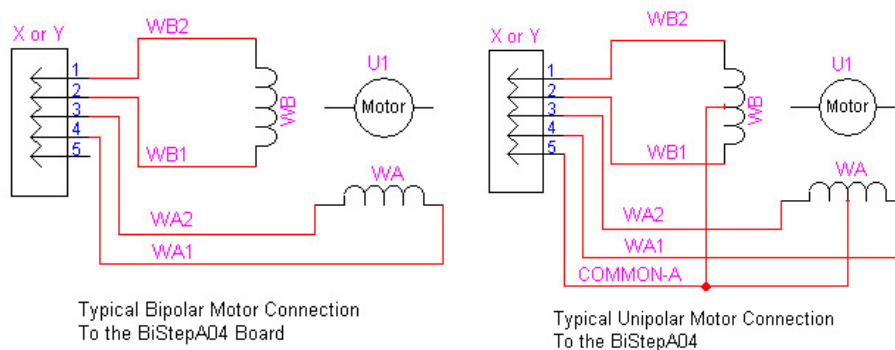 WB2
X or Y
1
2
3
4
5
WB
U1
Motor
WB1
WA
WA2
WA1
Typical Bipolar Motor Connection
To the BiStepA04 Board
WB2
X or Y
1
2
3
4
5
WB
U1
Motor
WB1
WA
WA2
WA1
COMMON-A
Typical Unipolar Motor Connection
To the BiStepA04